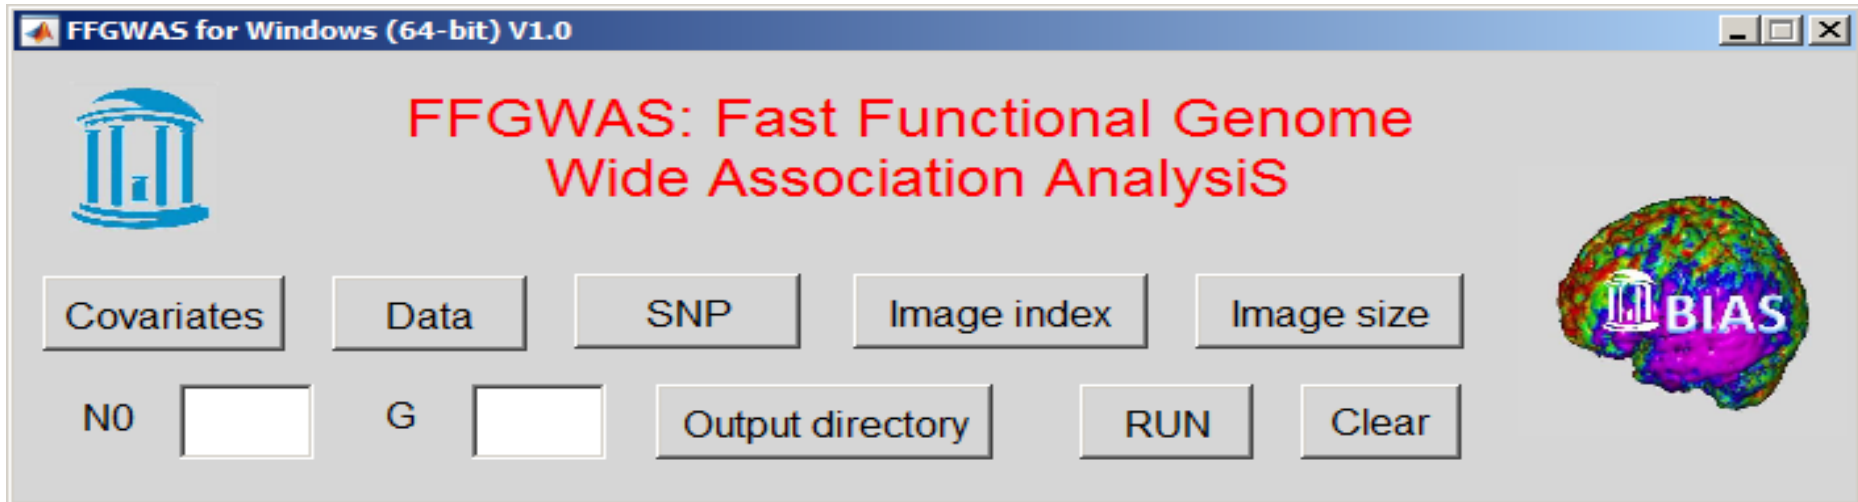 FFGWAS for Windows (64-bit) V1.0
FFGWAS: Fast Functional Genome
Wide Association AnalysiS
Covariates Data SNP Image index Image size
BIAS
N0 G Output directory RUN Clear